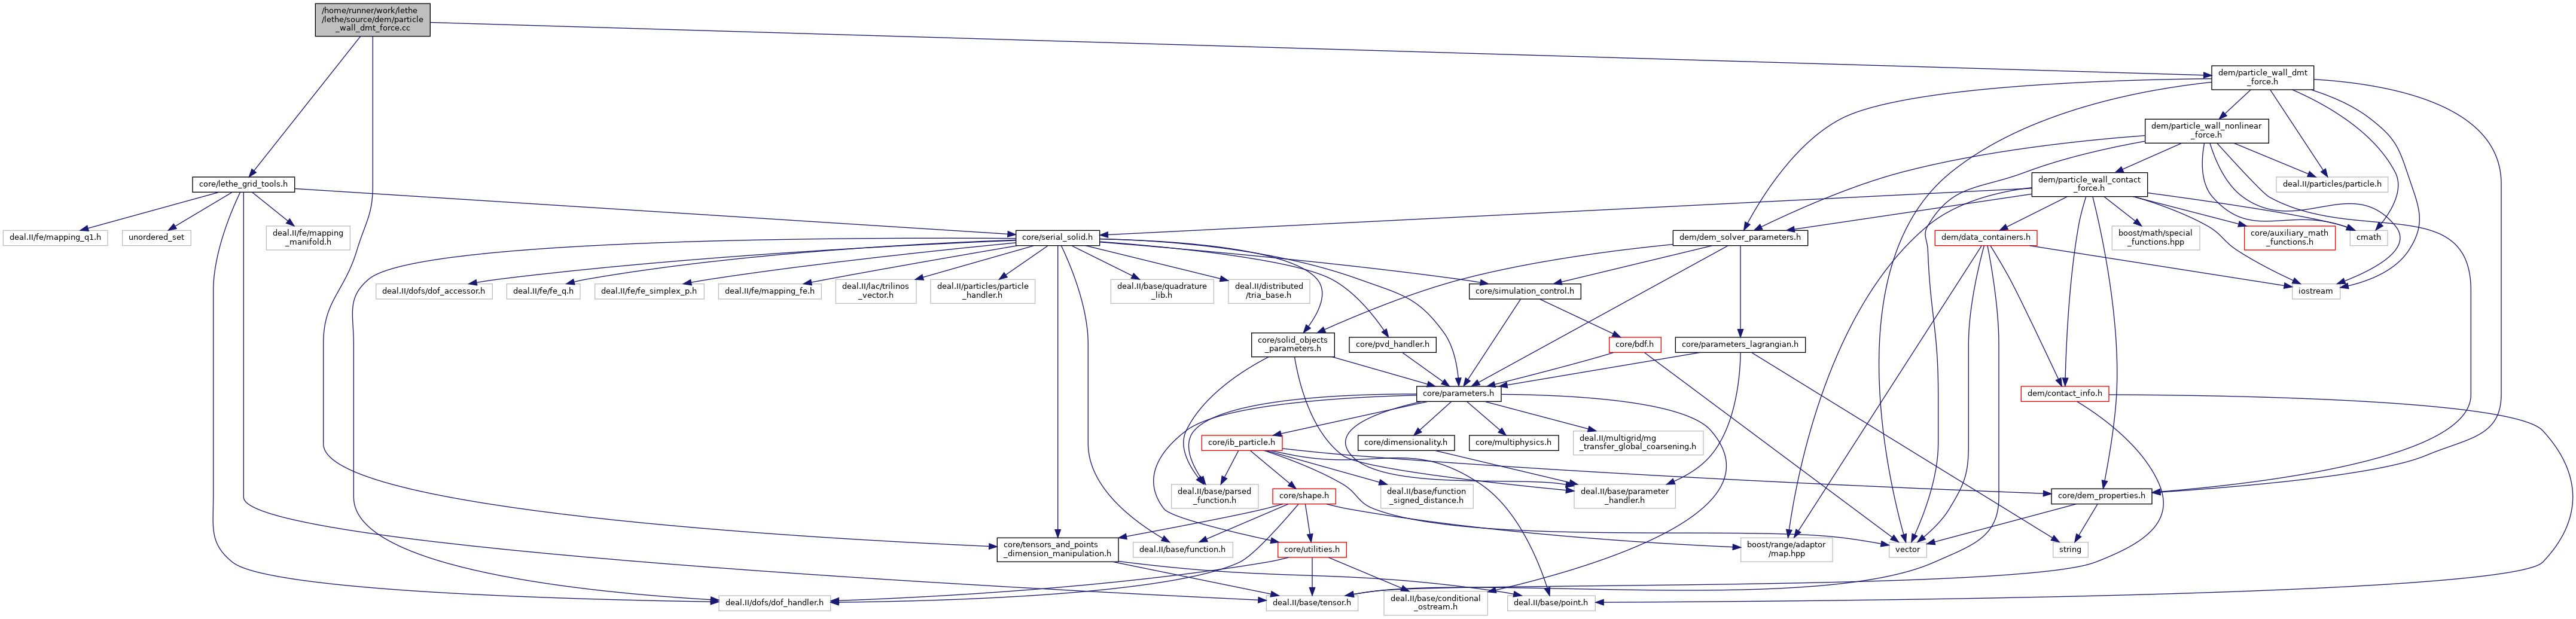 /home/runner/work/lethe
/lethe/source/dem/particle
_wall_dmt_force.cc
dem/particle_wall_dmt
_force.h
dem/particle_wall_nonlinear
_force.h
core/lethe_grid_tools.h
dem/particle_wall_contact
_force.h
deal.II/particles/particle.h
deal.II/fe/mapping_q1.h
unordered_set
deal.II/fe/mapping
_manifold.h
core/serial_solid.h
dem/dem_solver_parameters.h
dem/data_containers.h
boost/math/special
_functions.hpp
core/auxiliary_math
_functions.h
cmath
deal.II/dofs/dof_accessor.h
deal.II/fe/fe_q.h
deal.II/fe/fe_simplex_p.h
deal.II/fe/mapping_fe.h
deal.II/lac/trilinos
_vector.h
deal.II/particles/particle
_handler.h
deal.II/base/quadrature
_lib.h
deal.II/distributed
/tria_base.h
core/simulation_control.h
iostream
core/solid_objects
_parameters.h
core/pvd_handler.h
core/bdf.h
core/parameters_lagrangian.h
core/parameters.h
dem/contact_info.h
core/ib_particle.h
core/dimensionality.h
core/multiphysics.h
deal.II/multigrid/mg
_transfer_global_coarsening.h
deal.II/base/parsed
_function.h
core/shape.h
deal.II/base/function
_signed_distance.h
deal.II/base/parameter
_handler.h
core/dem_properties.h
core/tensors_and_points
_dimension_manipulation.h
deal.II/base/function.h
core/utilities.h
boost/range/adaptor
/map.hpp
vector
string
deal.II/dofs/dof_handler.h
deal.II/base/tensor.h
deal.II/base/conditional
_ostream.h
deal.II/base/point.h